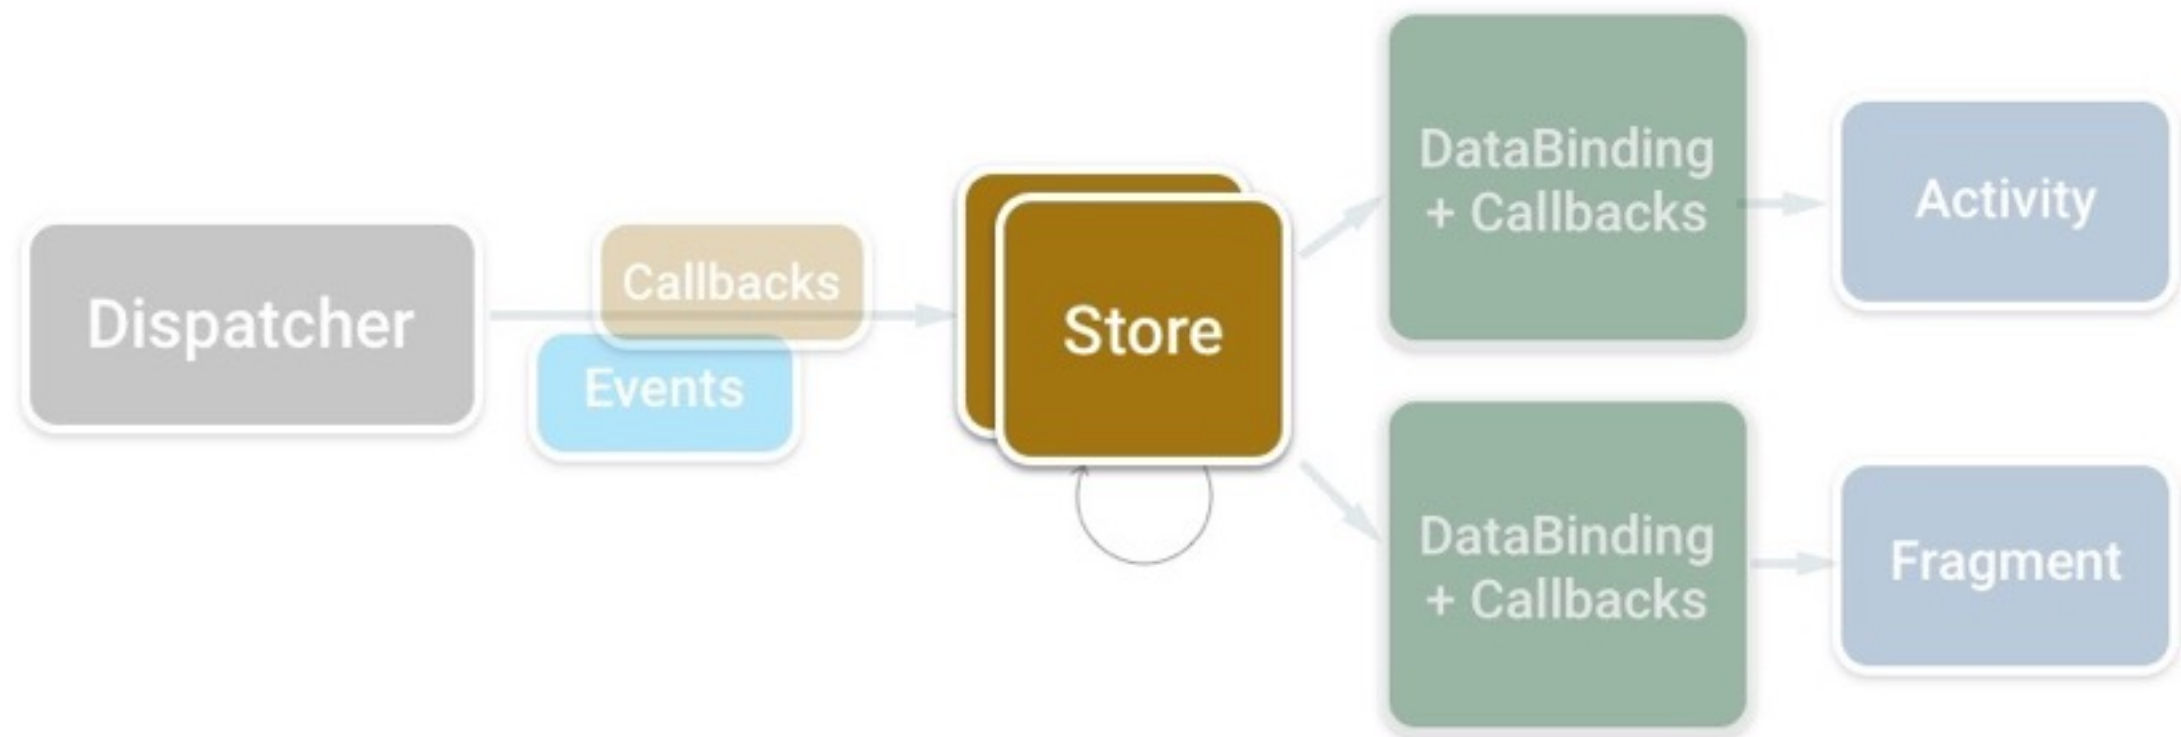 Dispatcher
Callbacks
Events
Store
DataBinding
+ Callbacks
Activity
DataBinding
+ Callbacks
Fragment